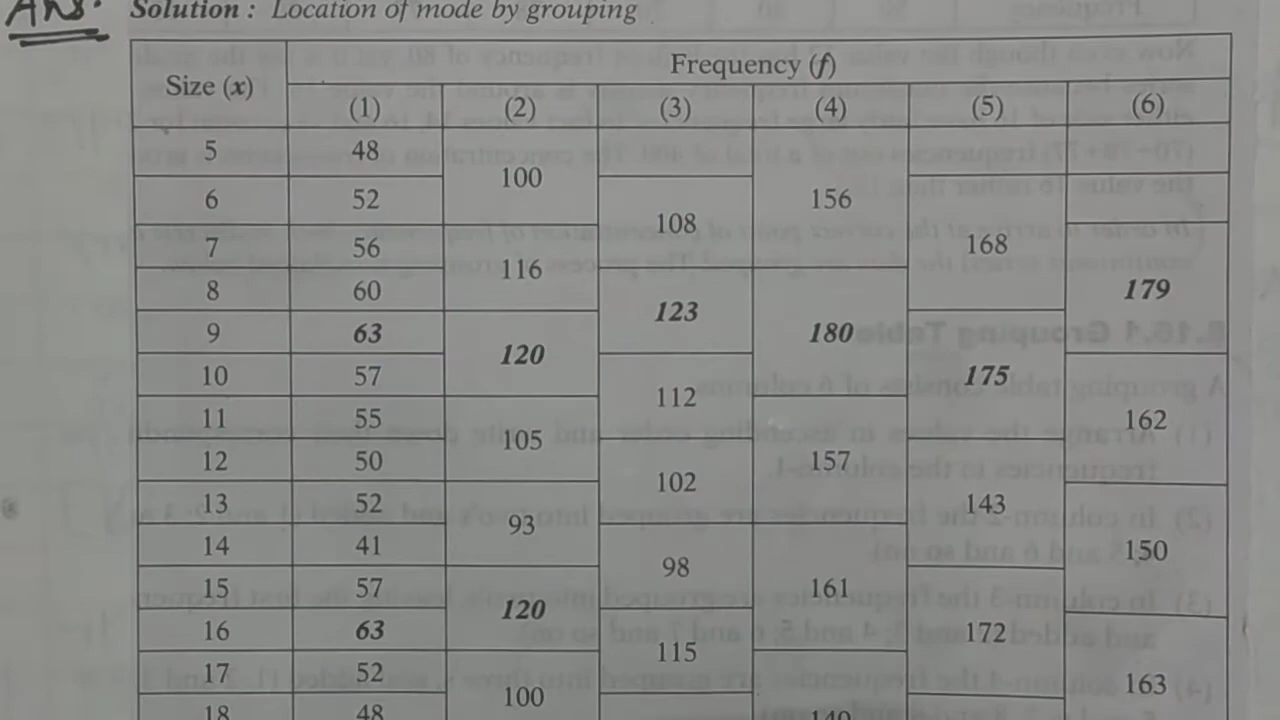 Ans. Solution : Location of mode by grouping
Size (x) Frequency (f)
(1) (2) (3) (4) (5) (6)
5 48
100
6 52 156
108
7 56 168
116
8 60 179
123
9 63 180
120
10 57 175
112
11 55 162
105
12 50 157
102
13 52 143
93
14 41 150
98
15 57 161
120
16 63 172
115
17 52 163
100
18 48 140